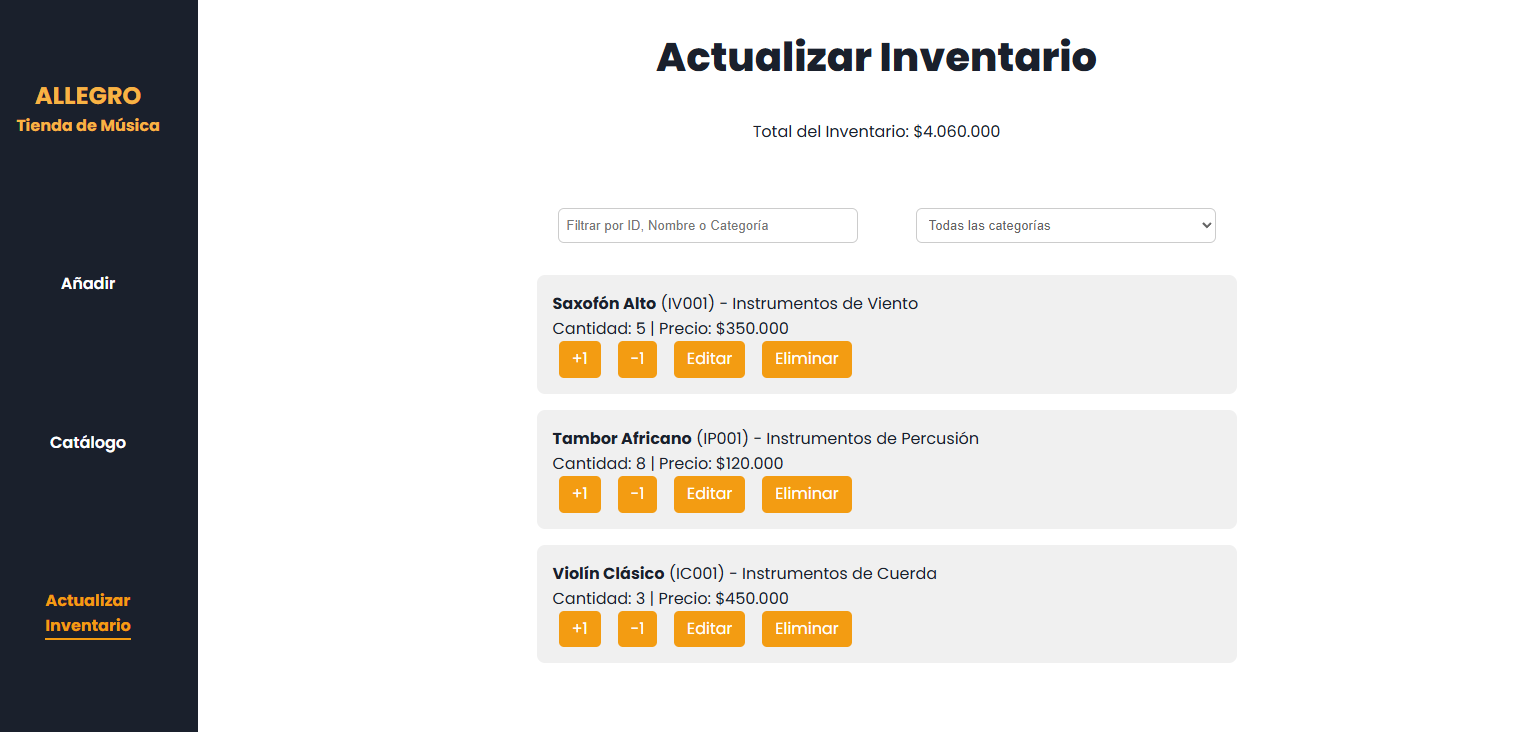 ALLEGRO
Tienda de Música
Añadir
Catálogo
Actualizar
Inventario
Actualizar Inventario
Total del Inventario: $4.060.000
Filtrar por ID, Nombre o Categoría
Todas las categorías
Saxofón Alto (IV001) - Instrumentos de Viento
Cantidad: 5 | Precio: $350.000
+1 -1 Editar Eliminar
Tambor Africano (IP001) - Instrumentos de Percusión
Cantidad: 8 | Precio: $120.000
+1 -1 Editar Eliminar
Violín Clásico (IC001) - Instrumentos de Cuerda
Cantidad: 3 | Precio: $450.000
+1 -1 Editar Eliminar